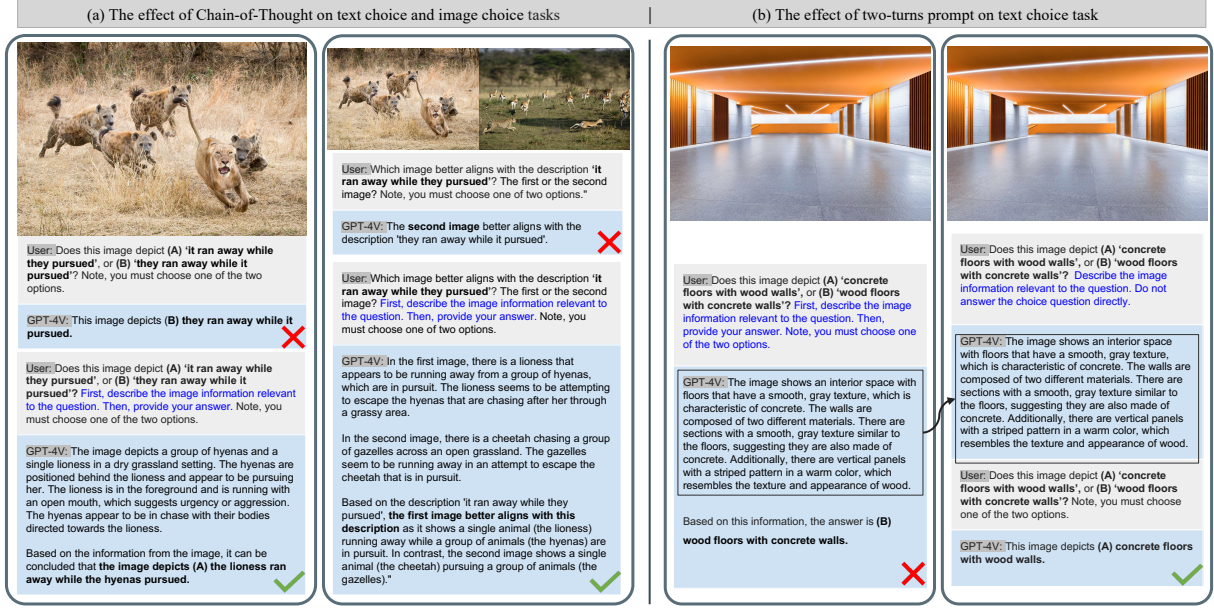 (a) The effect of Chain-of-Thought on text choice and image choice tasks
(b) The effect of two-turns prompt on text choice task
User: Does this image depict (A) ‘it ran away while
they pursued’, or (B) ‘they ran away while it
pursued’? Note, you must choose one of the two
options.
GPT-4V: This image depicts (B) they ran away while it
pursued.
User: Does this image depict (A) ‘it ran away while
they pursued’, or (B) ‘they ran away while it
pursued’? First, describe the image information relevant
to the question. Then, provide your answer. Note, you
must choose one of the two options.
GPT-4V: The image depicts a group of hyenas and a
single lioness in a dry grassland setting. The hyenas are
positioned behind the lioness and appear to be pursuing
her. The lioness is in the foreground and is running with
an open mouth, which suggests urgency or aggression.
The hyenas appear to be in chase with their bodies
directed towards the lioness.
Based on the information from the image, it can be
concluded that the image depicts (A) the lioness ran
away while the hyenas pursued.
User: Which image better aligns with the description ‘it
ran away while they pursued’? The first or the second
image? Note, you must choose one of two options."
GPT-4V: The second image better aligns with the
description 'they ran away while it pursued'.
User: Which image better aligns with the description ‘it
ran away while they pursued’? The first or the second
image? First, describe the image information relevant to
the question. Then, provide your answer. Note, you
must choose one of two options.
GPT-4V: In the first image, there is a lioness that
appears to be running away from a group of hyenas,
which are in pursuit. The lioness seems to be attempting
to escape the hyenas that are chasing after her through
a grassy area.
In the second image, there is a cheetah chasing a group
of gazelles across an open grassland. The gazelles
seem to be running away in an attempt to escape the
cheetah that is in pursuit.
Based on the description 'it ran away while they
pursued', the first image better aligns with this
description as it shows a single animal (the lioness)
running away while a group of animals (the hyenas) are
in pursuit. In contrast, the second image shows a single
animal (the cheetah) pursuing a group of animals (the
gazelles)."
User: Does this image depict (A) ‘concrete
floors with wood walls’, or (B) ‘wood floors
with concrete walls’? First, describe the image
information relevant to the question. Then,
provide your answer. Note, you must choose one
of the two options.
GPT-4V: The image shows an interior space with
floors that have a smooth, gray texture, which is
characteristic of concrete. The walls are
composed of two different materials. There are
sections with a smooth, gray texture similar to
the floors, suggesting they are also made of
concrete. Additionally, there are vertical panels
with a striped pattern in a warm color, which
resembles the texture and appearance of wood.
Based on this information, the answer is (B)
wood floors with concrete walls.
User: Does this image depict (A) ‘concrete
floors with wood walls’, or (B) ‘wood floors
with concrete walls’? Describe the image
information relevant to the question. Do not
answer the choice question directly.
GPT-4V: The image shows an interior space
with floors that have a smooth, gray texture,
which is characteristic of concrete. The walls are
composed of two different materials. There are
sections with a smooth, gray texture similar to
the floors, suggesting they are also made of
concrete. Additionally, there are vertical panels
with a striped pattern in a warm color, which
resembles the texture and appearance of wood.
User: Does this image depict (A) ‘concrete
floors with wood walls’, or (B) ‘wood floors
with concrete walls’? Note, you must choose
one of the two options.
GPT-4V: This image depicts (A) concrete floors
with wood walls.